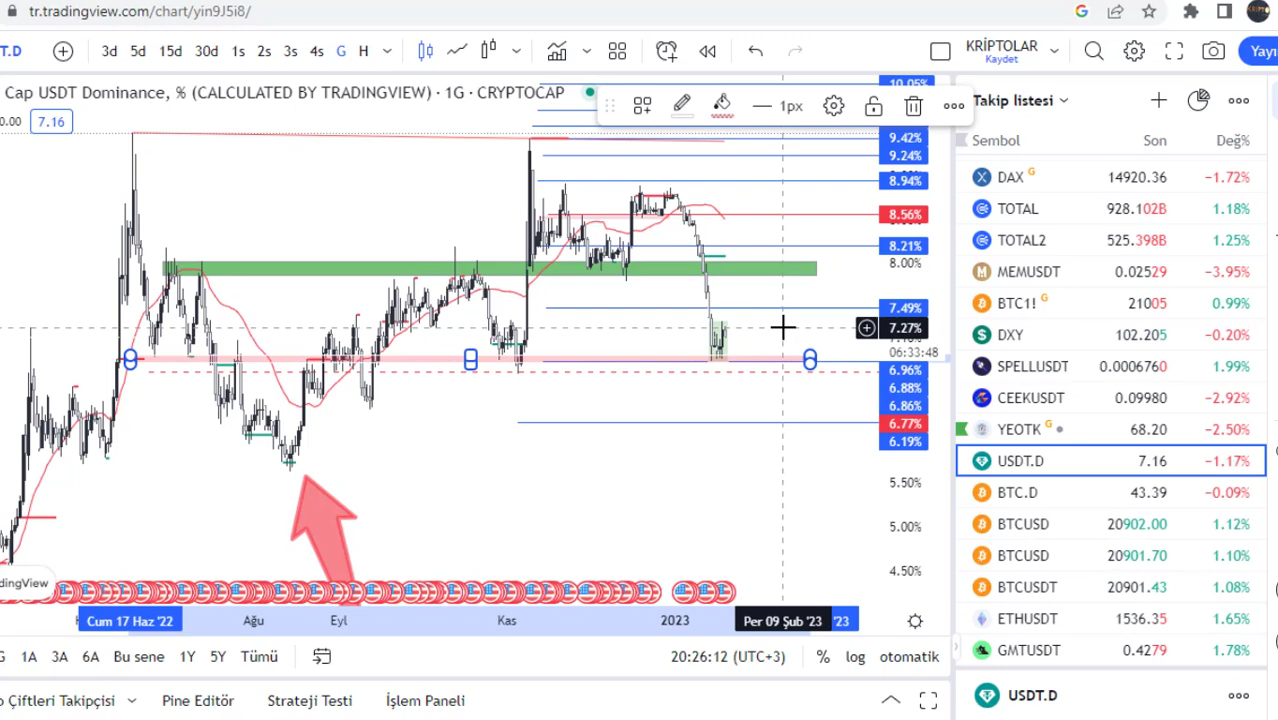 tr.tradingview.com/chart/yin9J5i8/
T.D 3d 5d 15d 30d 1s 2s 3s 4s G H KRİPTOLAR Kaydet Yayı
Cap USDT Dominance, % (CALCULATED BY TRADINGVIEW) · 1G · CRYPTOCAP
0.00 7.16
1px
10.05%
9.42%
9.24%
8.94%
8.56%
8.21%
8.00%
7.49%
7.27%
06:33:48
6.96%
6.88%
6.86%
6.77%
6.19%
5.50%
5.00%
4.50%
dingView
Cum 17 Haz '22 Ağu Eyl Kas 2023 Per 09 Şub '23 '23
G 1A 3A 6A Bu sene 1Y 5Y Tümü 20:26:12 (UTC+3) % log otomatik
o Çiftleri Takipçisi Pine Editör Strateji Testi İşlem Paneli
Takip listesi
Sembol Son Değ%
DAX G 14920.36 −1.72%
TOTAL 928.102B 1.18%
TOTAL2 525.398B 1.25%
MEMUSDT 0.02529 −3.95%
BTC1! G 21005 0.99%
DXY 102.205 −0.20%
SPELLUSDT 0.0006760 1.99%
CEEKUSDT 0.09980 −2.92%
YEOTK G 68.20 −2.50%
USDT.D 7.16 −1.17%
BTC.D 43.39 −0.09%
BTCUSD 20902.00 1.12%
BTCUSD 20901.70 1.10%
BTCUSDT 20901.43 1.08%
ETHUSDT 1536.35 1.65%
GMTUSDT 0.4279 1.78%
USDT.D